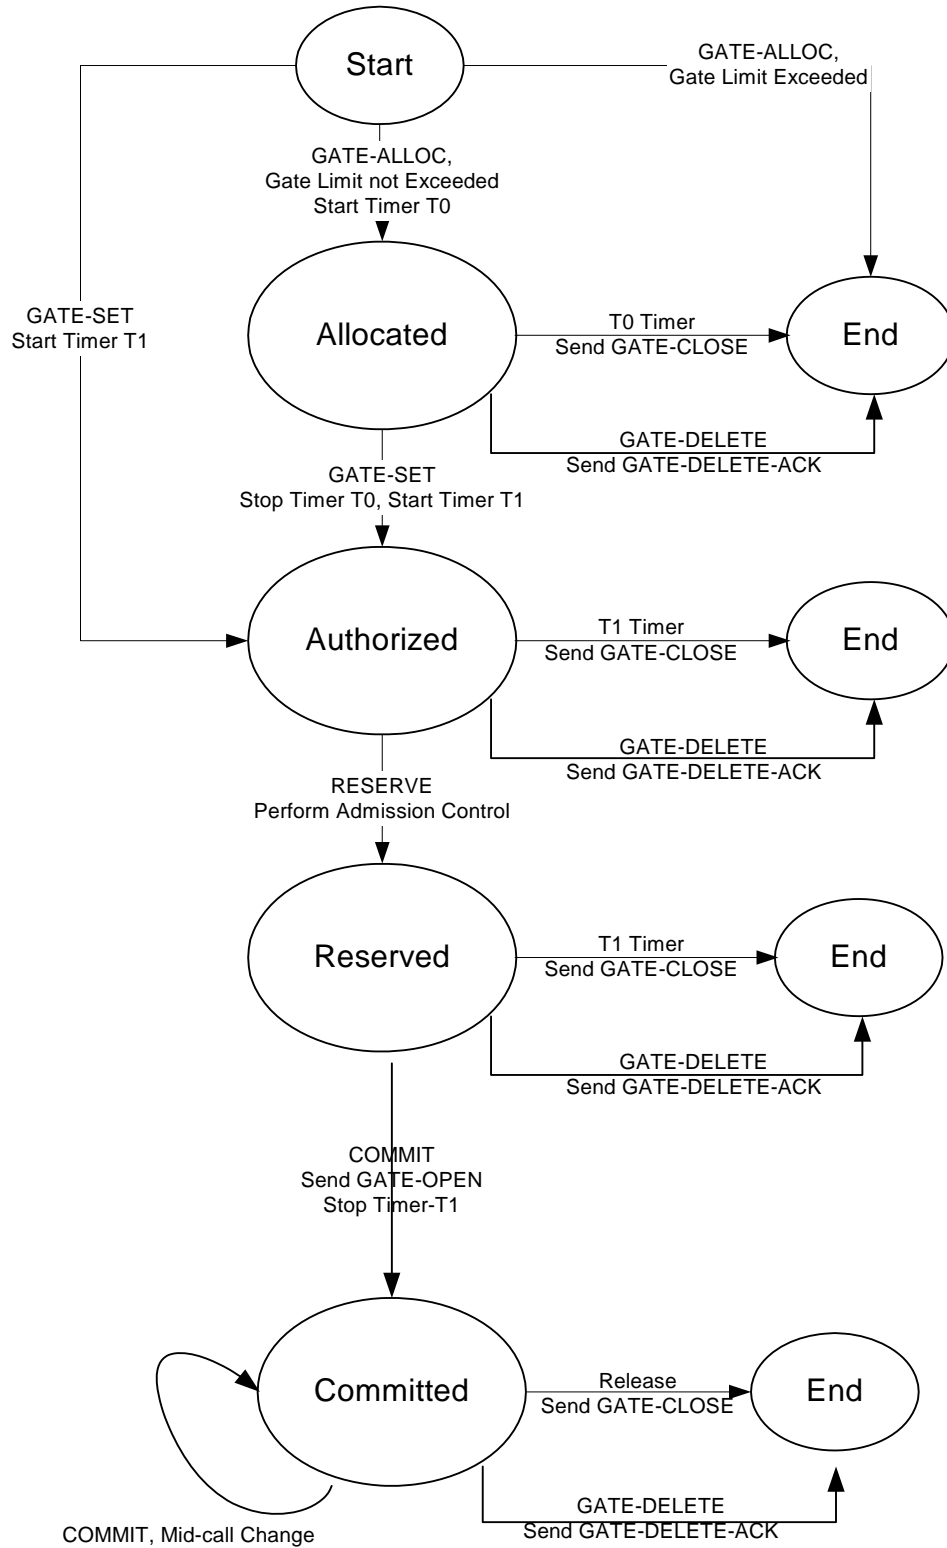 Start
GATE-ALLOC,
Gate Limit Exceeded
GATE-ALLOC,
Gate Limit not Exceeded
Start Timer T0
GATE-SET
Start Timer T1
Allocated
T0 Timer
Send GATE-CLOSE
End
GATE-DELETE
Send GATE-DELETE-ACK
GATE-SET
Stop Timer T0, Start Timer T1
Authorized
T1 Timer
Send GATE-CLOSE
End
GATE-DELETE
Send GATE-DELETE-ACK
RESERVE
Perform Admission Control
Reserved
T1 Timer
Send GATE-CLOSE
End
GATE-DELETE
Send GATE-DELETE-ACK
COMMIT
Send GATE-OPEN
Stop Timer-T1
Committed
Release
Send GATE-CLOSE
End
GATE-DELETE
Send GATE-DELETE-ACK
COMMIT, Mid-call Change